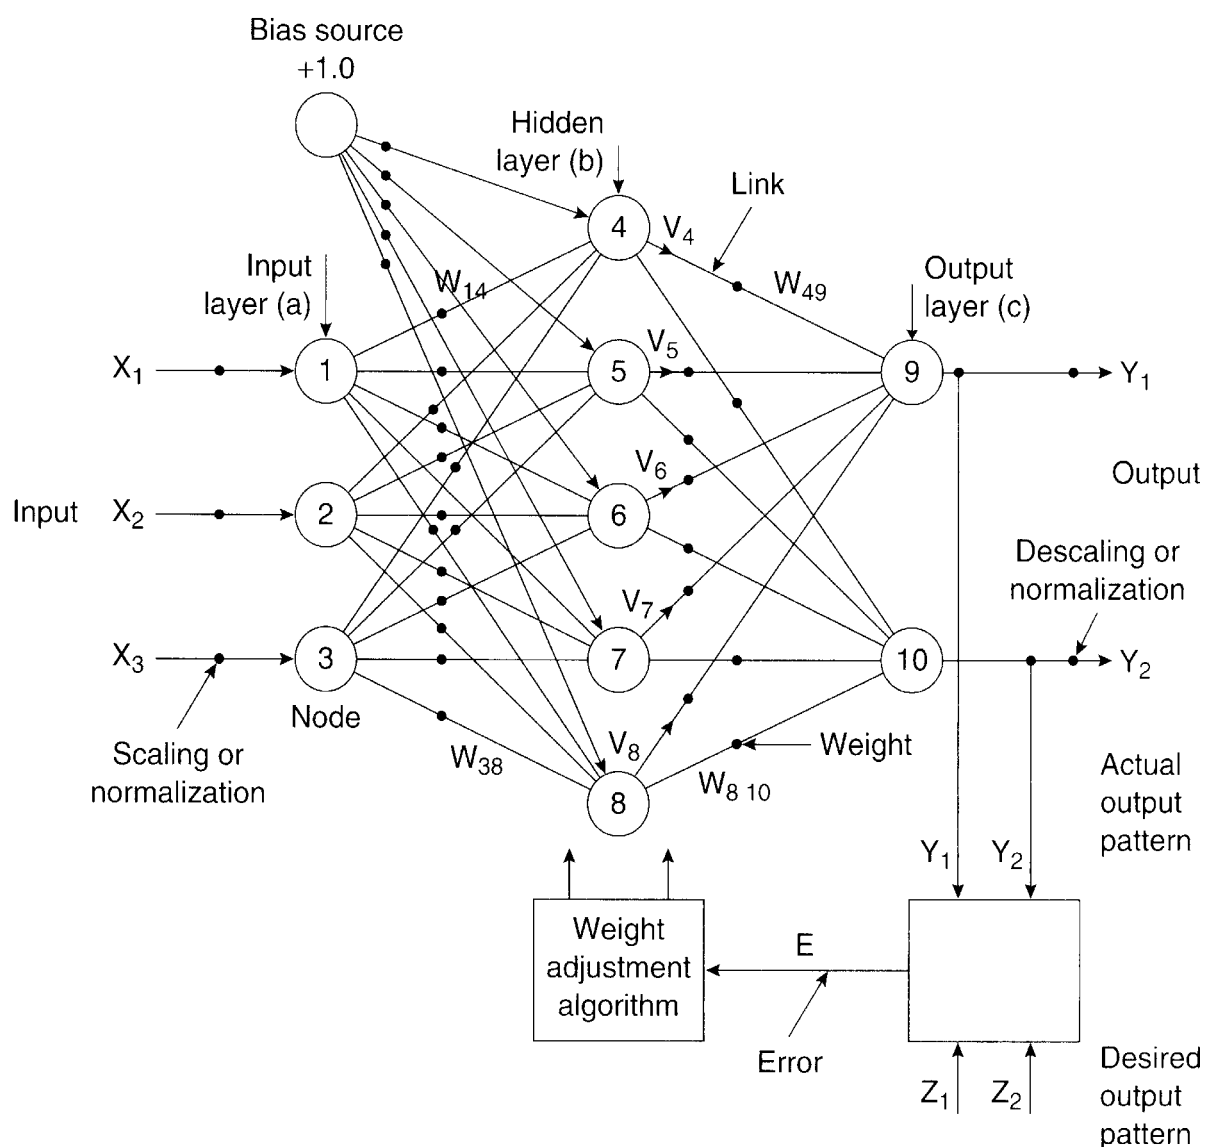 Bias source
+1.0
Hidden
layer (b)
Link
4
V4
Input
layer (a)
W14
W49
Output
layer (c)
X1
1
V5
5
9
Y1
Input
X2
2
V6
6
Output
Descaling or
normalization
X3
3
V7
7
10
Y2
Node
Scaling or
normalization
W38
V8
8
W8 10
Weight
Actual
output
pattern
Y1
Y2
Weight
adjustment
algorithm
E
Error
Z1
Z2
Desired
output
pattern